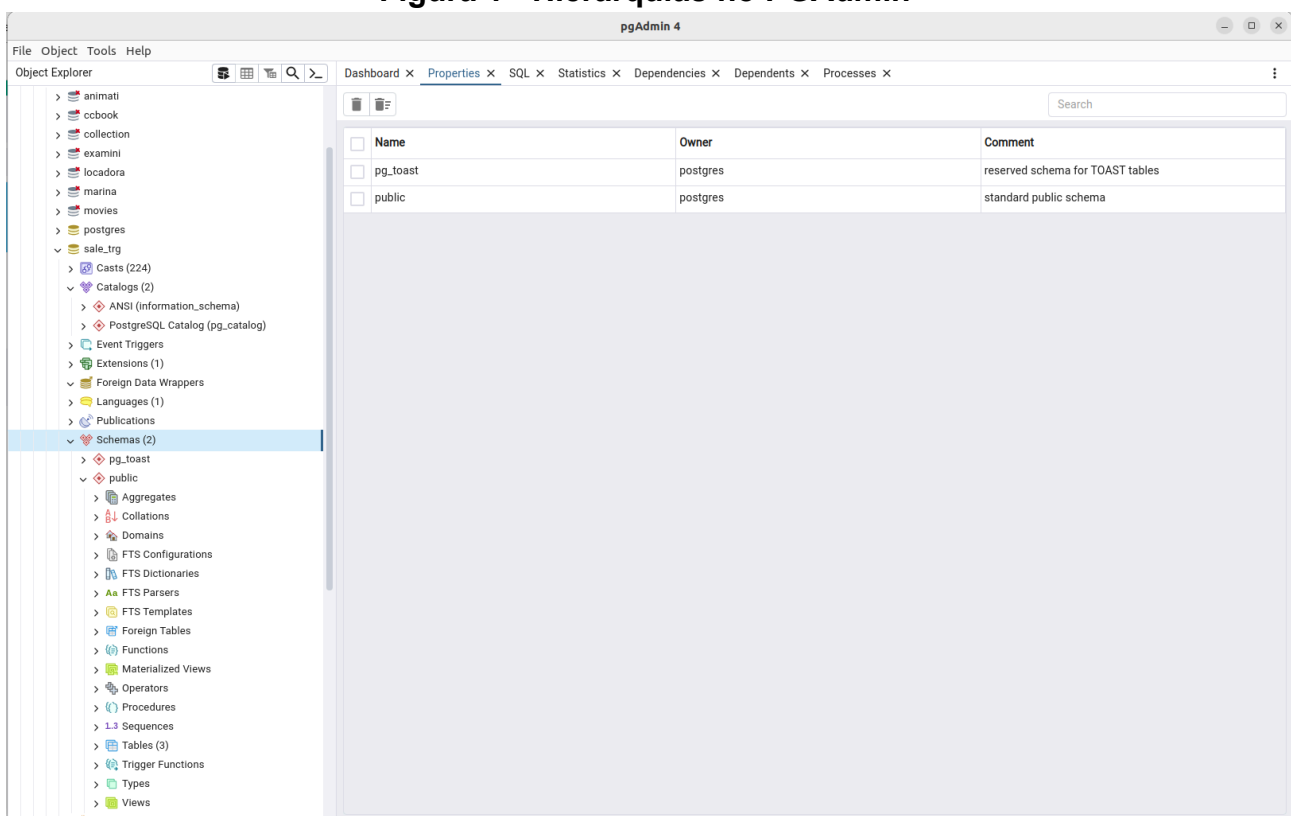 pgAdmin 4
File Object Tools Help
Object Explorer
animati
ccbook
collection
examini
locadora
marina
movies
postgres
sale_trg
Casts (224)
Catalogs (2)
ANSI (information_schema)
PostgreSQL Catalog (pg_catalog)
Event Triggers
Extensions (1)
Foreign Data Wrappers
Languages (1)
Publications
Schemas (2)
pg_toast
public
Aggregates
Collations
Domains
FTS Configurations
FTS Dictionaries
Aa FTS Parsers
FTS Templates
Foreign Tables
Functions
Materialized Views
Operators
Procedures
1.3 Sequences
Tables (3)
Trigger Functions
Types
Views
Dashboard Properties SQL Statistics Dependencies Dependents Processes
Search
Name Owner Comment
pg_toast postgres reserved schema for TOAST tables
public postgres standard public schema